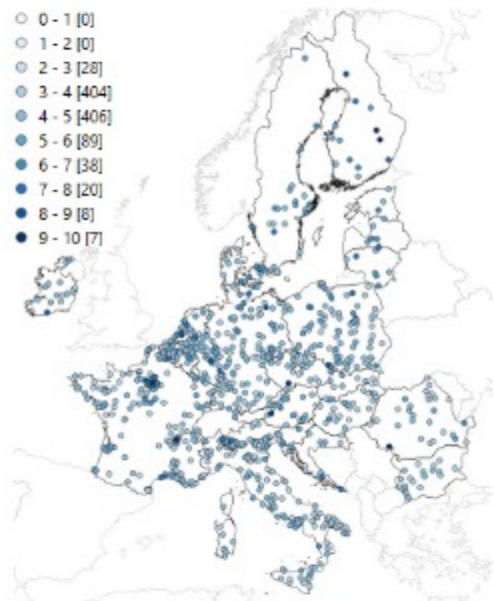 0 - 1 [0]
1 - 2 [0]
2 - 3 [28]
3 - 4 [404]
4 - 5 [406]
5 - 6 [89]
6 - 7 [38]
7 - 8 [20]
8 - 9 [8]
9 - 10 [7]